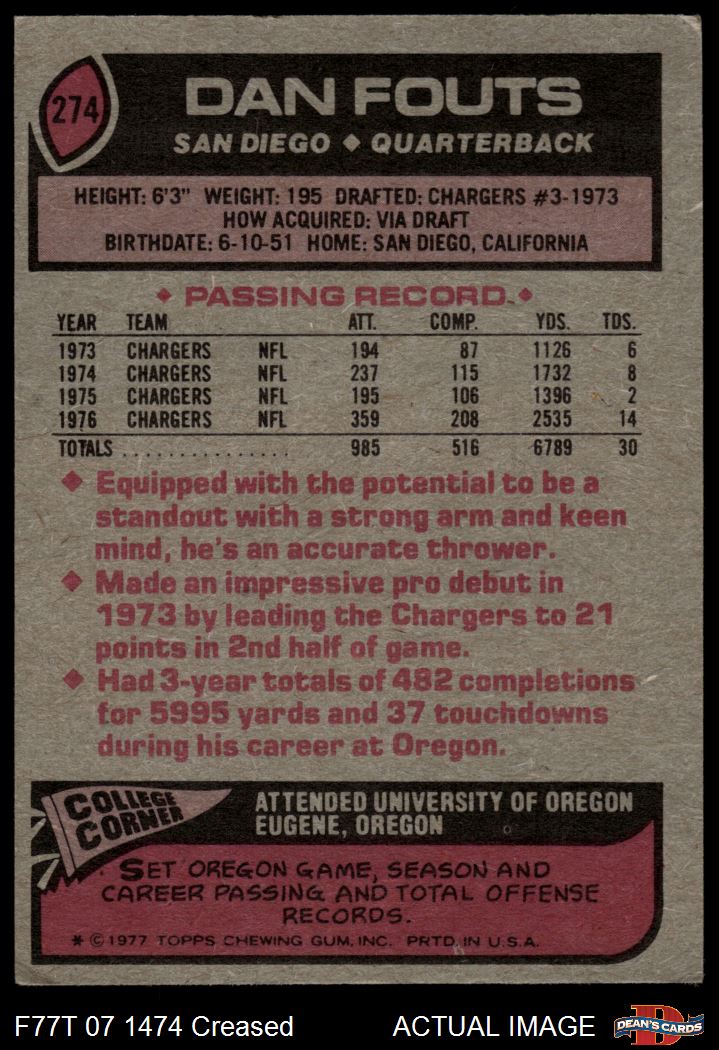 274
DAN FOUTS
SAN DIEGO ◆ QUARTERBACK
HEIGHT: 6'3" WEIGHT: 195 DRAFTED: CHARGERS #3-1973
HOW ACQUIRED: VIA DRAFT
BIRTHDATE: 6-10-51 HOME: SAN DIEGO, CALIFORNIA
◆ PASSING RECORD ◆
YEAR TEAM ATT. COMP. YDS. TDS.
1973 CHARGERS NFL 194 87 1126 6
1974 CHARGERS NFL 237 115 1732 8
1975 CHARGERS NFL 195 106 1396 2
1976 CHARGERS NFL 359 208 2535 14
TOTALS . . . . . . . . . . . . . . . 985 516 6789 30
◆ Equipped with the potential to be a
standout with a strong arm and keen
mind, he's an accurate thrower.
◆ Made an impressive pro debut in
1973 by leading the Chargers to 21
points in 2nd half of game.
◆ Had 3-year totals of 482 completions
for 5995 yards and 37 touchdowns
during his career at Oregon.
COLLEGE
CORNER
ATTENDED UNIVERSITY OF OREGON
EUGENE, OREGON
SET OREGON GAME, SEASON AND
CAREER PASSING AND TOTAL OFFENSE
RECORDS.
* © 1977 TOPPS CHEWING GUM, INC. PRTD. IN U.S.A.
F77T 07 1474 Creased ACTUAL IMAGE DEAN'S CARDS